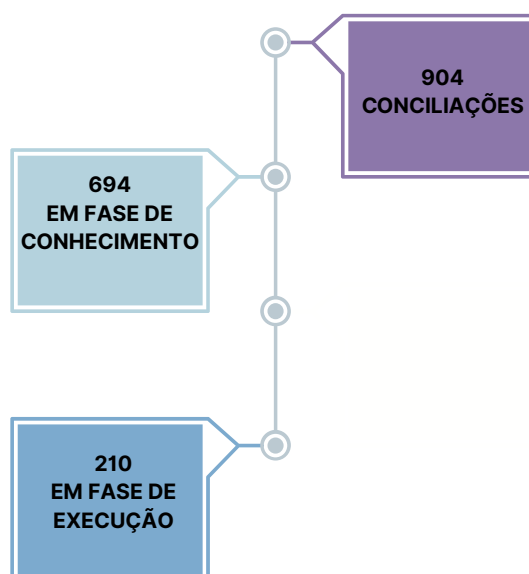 904
CONCILIAÇÕES
694
EM FASE DE
CONHECIMENTO
210
EM FASE DE
EXECUÇÃO